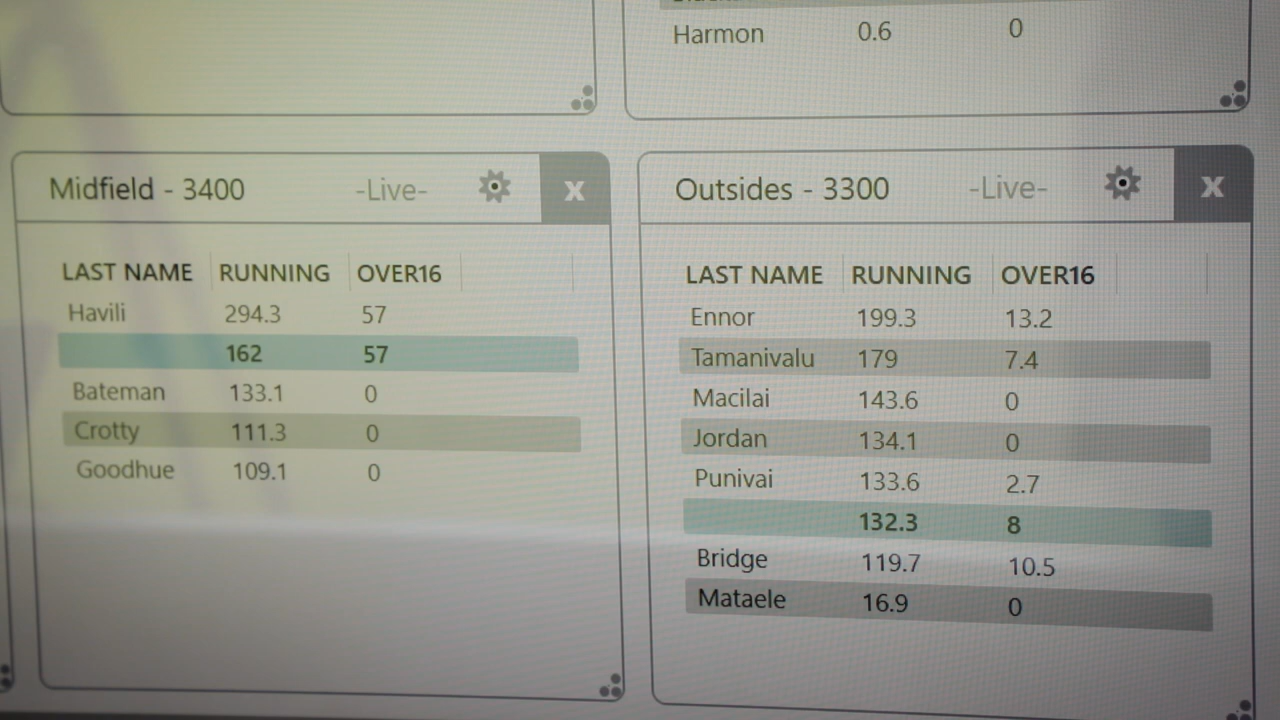 Harmon 0.6 0
Midfield - 3400 -Live- x
LAST NAME RUNNING OVER16
Havili 294.3 57
162 57
Bateman 133.1 0
Crotty 111.3 0
Goodhue 109.1 0
Outsides - 3300 -Live- x
LAST NAME RUNNING OVER16
Ennor 199.3 13.2
Tamanivalu 179 7.4
Macilai 143.6 0
Jordan 134.1 0
Punivai 133.6 2.7
132.3 8
Bridge 119.7 10.5
Mataele 16.9 0